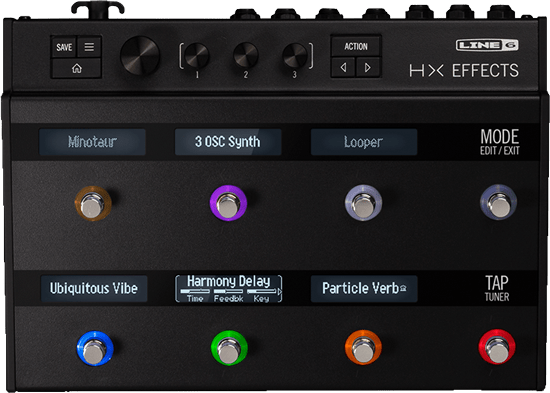 SAVE
ACTION
LINE 6
1
2
3
HX EFFECTS
Minotaur
3 OSC Synth
Looper
MODE
EDIT / EXIT
Ubiquitous Vibe
Harmony Delay
Time Feedbk Key
Particle Verb
TAP
TUNER